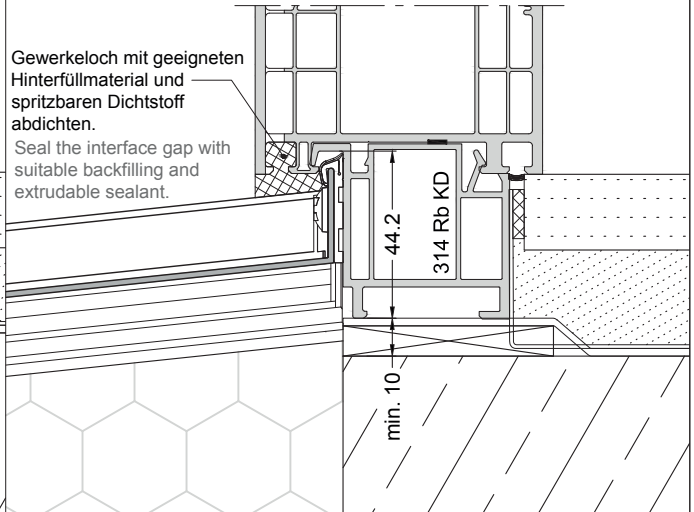 Gewerkeloch mit geeigneten
Hinterfüllmaterial und
spritzbaren Dichtstoff
abdichten.
Seal the interface gap with
suitable backfilling and
extrudable sealant.
44.2
314 Rb KD
min. 10